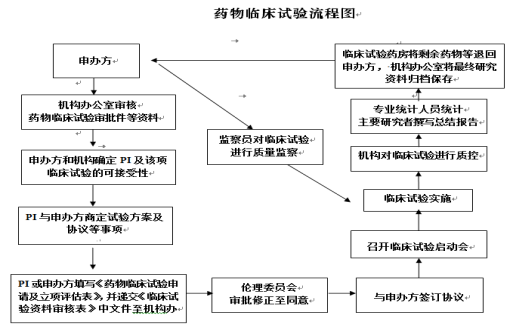 药物临床试验流程图
申办方
机构办公室审核
药物临床试验审批件等资料
申办方和机构确定 PI 及该项
临床试验的可接受性
PI 与申办方商定试验方案及
协议等事项
PI 或申办方填写《药物临床试验申
请及立项评估表》,并递交《临床试
验资料审核表》中文件至机构办
伦理委员会
审批修正至同意
与申办方签订协议
召开临床试验启动会
临床试验实施
监察员对临床试验
进行质量监察
机构对临床试验进行质控
专业统计人员统计
主要研究者撰写总结报告
临床试验药房将剩余药物等退回
申办方，机构办公室将最终研究
资料归档保存